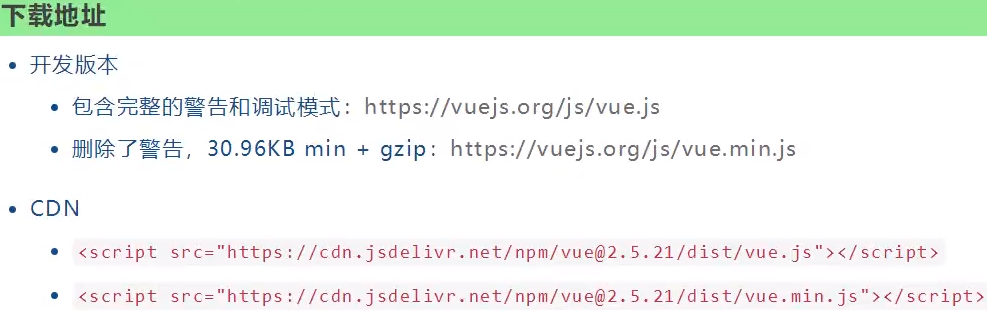 下载地址
开发版本
包含完整的警告和调试模式：https://vuejs.org/js/vue.js
删除了警告，30.96KB min + gzip：https://vuejs.org/js/vue.min.js
CDN
<script src="https://cdn.jsdelivr.net/npm/vue@2.5.21/dist/vue.js"></script>
<script src="https://cdn.jsdelivr.net/npm/vue@2.5.21/dist/vue.min.js"></script>